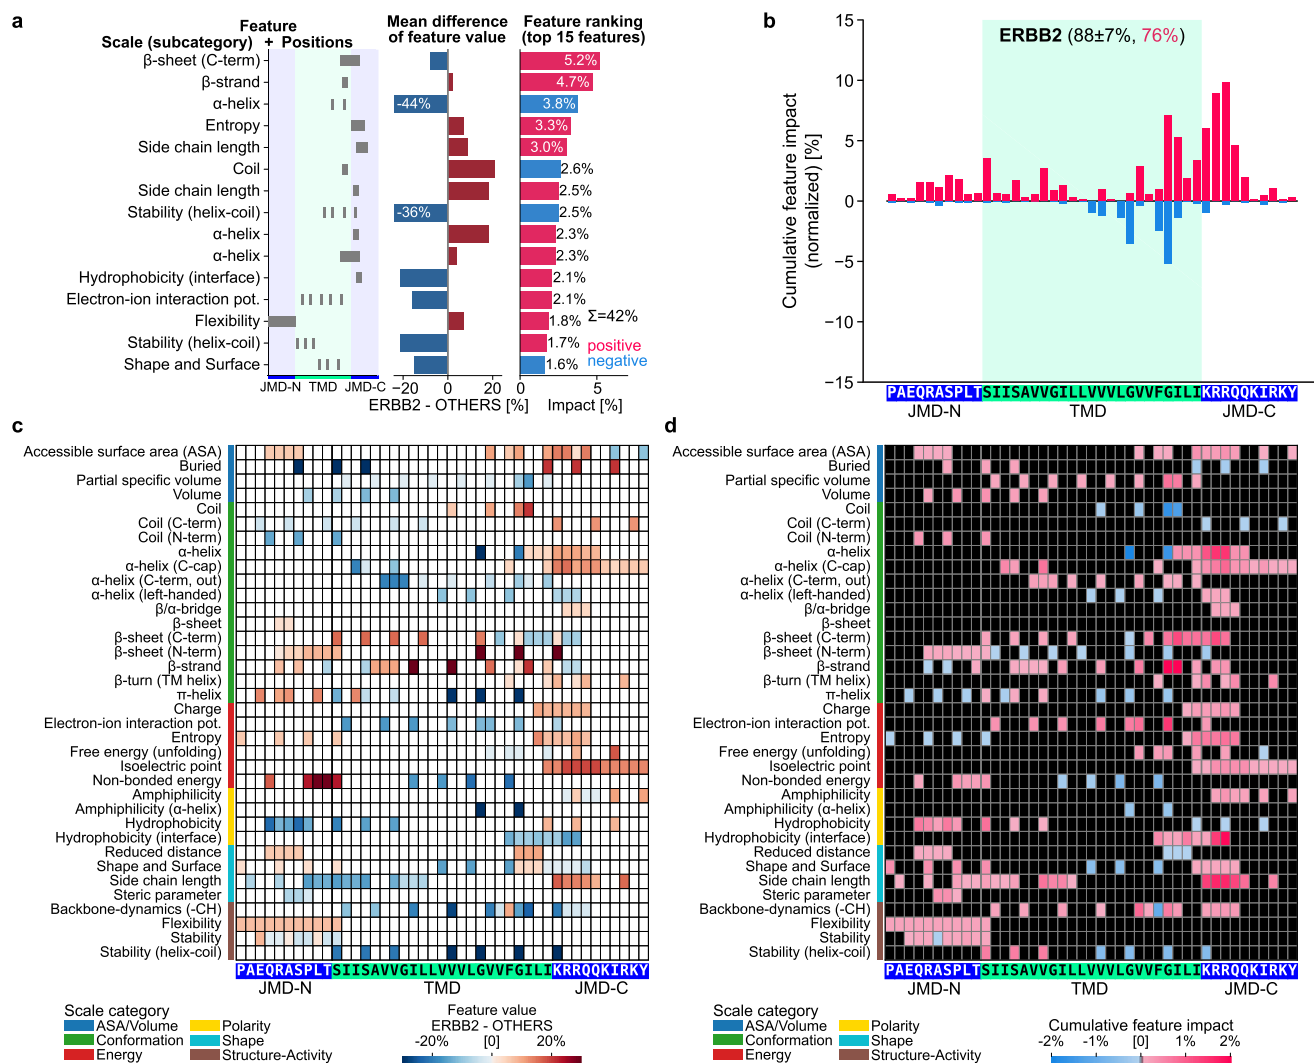 a
Feature
Scale (subcategory) + Positions
Mean difference
of feature value
Feature ranking
(top 15 features)
β-sheet (C-term)
5.2%
β-strand
4.7%
α-helix
-44%
3.8%
Entropy
3.3%
Side chain length
3.0%
Coil
2.6%
Side chain length
2.5%
Stability (helix-coil)
-36%
2.5%
α-helix
2.3%
α-helix
2.3%
Hydrophobicity (interface)
2.1%
Electron-ion interaction pot.
2.1%
Flexibility
1.8%
Σ=42%
Stability (helix-coil)
1.7%
positive
Shape and Surface
1.6%
negative
JMD-N TMD JMD-C
−20 0 20
0 5
ERBB2 - OTHERS [%]
Impact [%]
b
ERBB2 (88±7%, 76%)
Cumulative feature impact
(normalized) [%]
15
10
5
0
−5
−10
−15
PAEQRASPLTSIISAVVGILLVVVLGVVFGILIKRRQQKIRKY
JMD-N TMD JMD-C
c
Accessible surface area (ASA)
Buried
Partial specific volume
Volume
Coil
Coil (C-term)
Coil (N-term)
α-helix
α-helix (C-cap)
α-helix (C-term, out)
α-helix (left-handed)
β/α-bridge
β-sheet
β-sheet (C-term)
β-sheet (N-term)
β-strand
β-turn (TM helix)
π-helix
Charge
Electron-ion interaction pot.
Entropy
Free energy (unfolding)
Isoelectric point
Non-bonded energy
Amphiphilicity
Amphiphilicity (α-helix)
Hydrophobicity
Hydrophobicity (interface)
Reduced distance
Shape and Surface
Side chain length
Steric parameter
Backbone-dynamics (-CH)
Flexibility
Stability
Stability (helix-coil)
PAEQRASPLTSIISAVVGILLVVVLGVVFGILIKRRQQKIRKY
JMD-N TMD JMD-C
Scale category
ASA/Volume
Conformation
Energy
Polarity
Shape
Structure-Activity
Feature value
ERBB2 - OTHERS
-20% [0] 20%
d
Accessible surface area (ASA)
Buried
Partial specific volume
Volume
Coil
Coil (C-term)
Coil (N-term)
α-helix
α-helix (C-cap)
α-helix (C-term, out)
α-helix (left-handed)
β/α-bridge
β-sheet
β-sheet (C-term)
β-sheet (N-term)
β-strand
β-turn (TM helix)
π-helix
Charge
Electron-ion interaction pot.
Entropy
Free energy (unfolding)
Isoelectric point
Non-bonded energy
Amphiphilicity
Amphiphilicity (α-helix)
Hydrophobicity
Hydrophobicity (interface)
Reduced distance
Shape and Surface
Side chain length
Steric parameter
Backbone-dynamics (-CH)
Flexibility
Stability
Stability (helix-coil)
PAEQRASPLTSIISAVVGILLVVVLGVVFGILIKRRQQKIRKY
JMD-N TMD JMD-C
Scale category
ASA/Volume
Conformation
Energy
Polarity
Shape
Structure-Activity
Cumulative feature impact
-2% -1% [0] 1% 2%